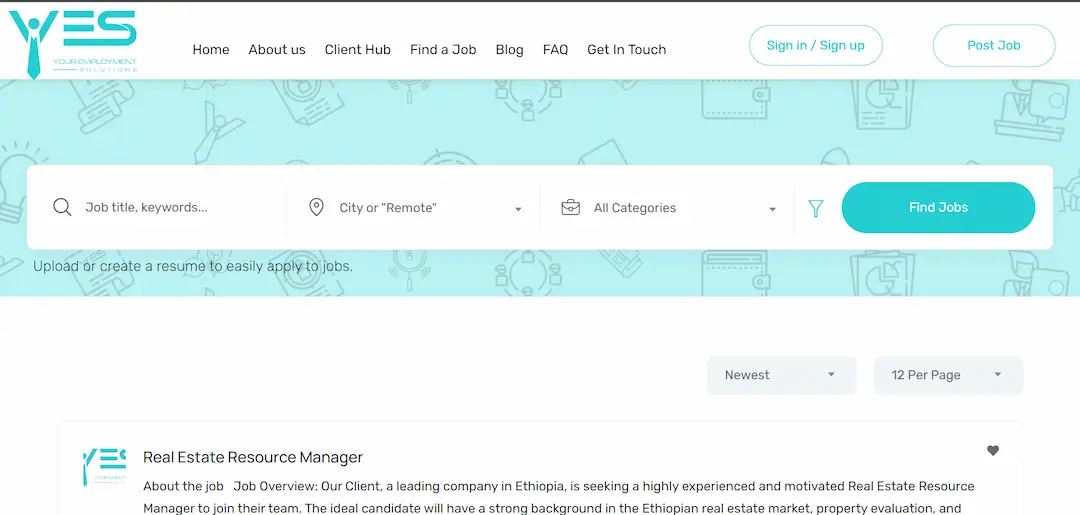 YES
YOUR EMPLOYMENT
SOLUTIONS
Home About us Client Hub Find a Job Blog FAQ Get In Touch Sign in / Sign up Post Job
Job title, keywords... City or "Remote" All Categories Find Jobs
Upload or create a resume to easily apply to jobs.
Newest 12 Per Page
Real Estate Resource Manager
About the job Job Overview: Our Client, a leading company in Ethiopia, is seeking a highly experienced and motivated Real Estate Resource
Manager to join their team. The ideal candidate will have a strong background in the Ethiopian real estate market, property evaluation, and